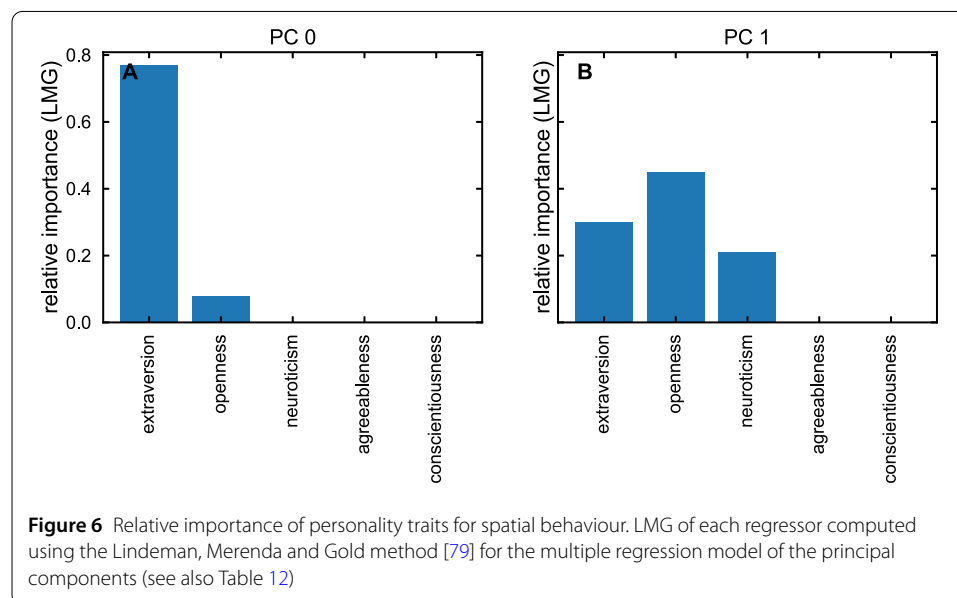 PC 0
PC 1
A
B
relative importance (LMG)
0.8
0.6
0.4
0.2
0.0
relative importance (LMG)
extraversion
openness
neuroticism
agreeableness
conscientiousness
extraversion
openness
neuroticism
agreeableness
conscientiousness
Figure 6 Relative importance of personality traits for spatial behaviour. LMG of each regressor computed
using the Lindeman, Merenda and Gold method [79] for the multiple regression model of the principal
components (see also Table 12)